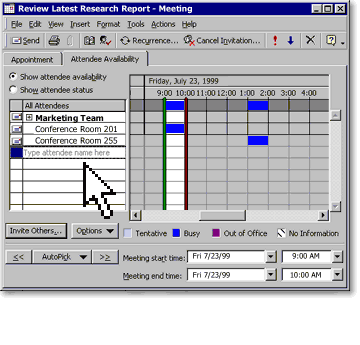 Review Latest Research Report - Meeting
File Edit View Insert Format Tools Actions Help
Send Recurrence... Cancel Invitation...
Appointment Attendee Availability
Show attendee availability
Show attendee status
Friday, July 23, 1999
9:00 10:00 11:00 12:00 1:00 2:00 3:00 4:00
All Attendees
Marketing Team
Conference Room 201
Conference Room 255
Type attendee name here
Invite Others... Options Tentative Busy Out of Office No Information
<< AutoPick >> Meeting start time: Fri 7/23/99 9:00 AM
Meeting end time: Fri 7/23/99 10:00 AM